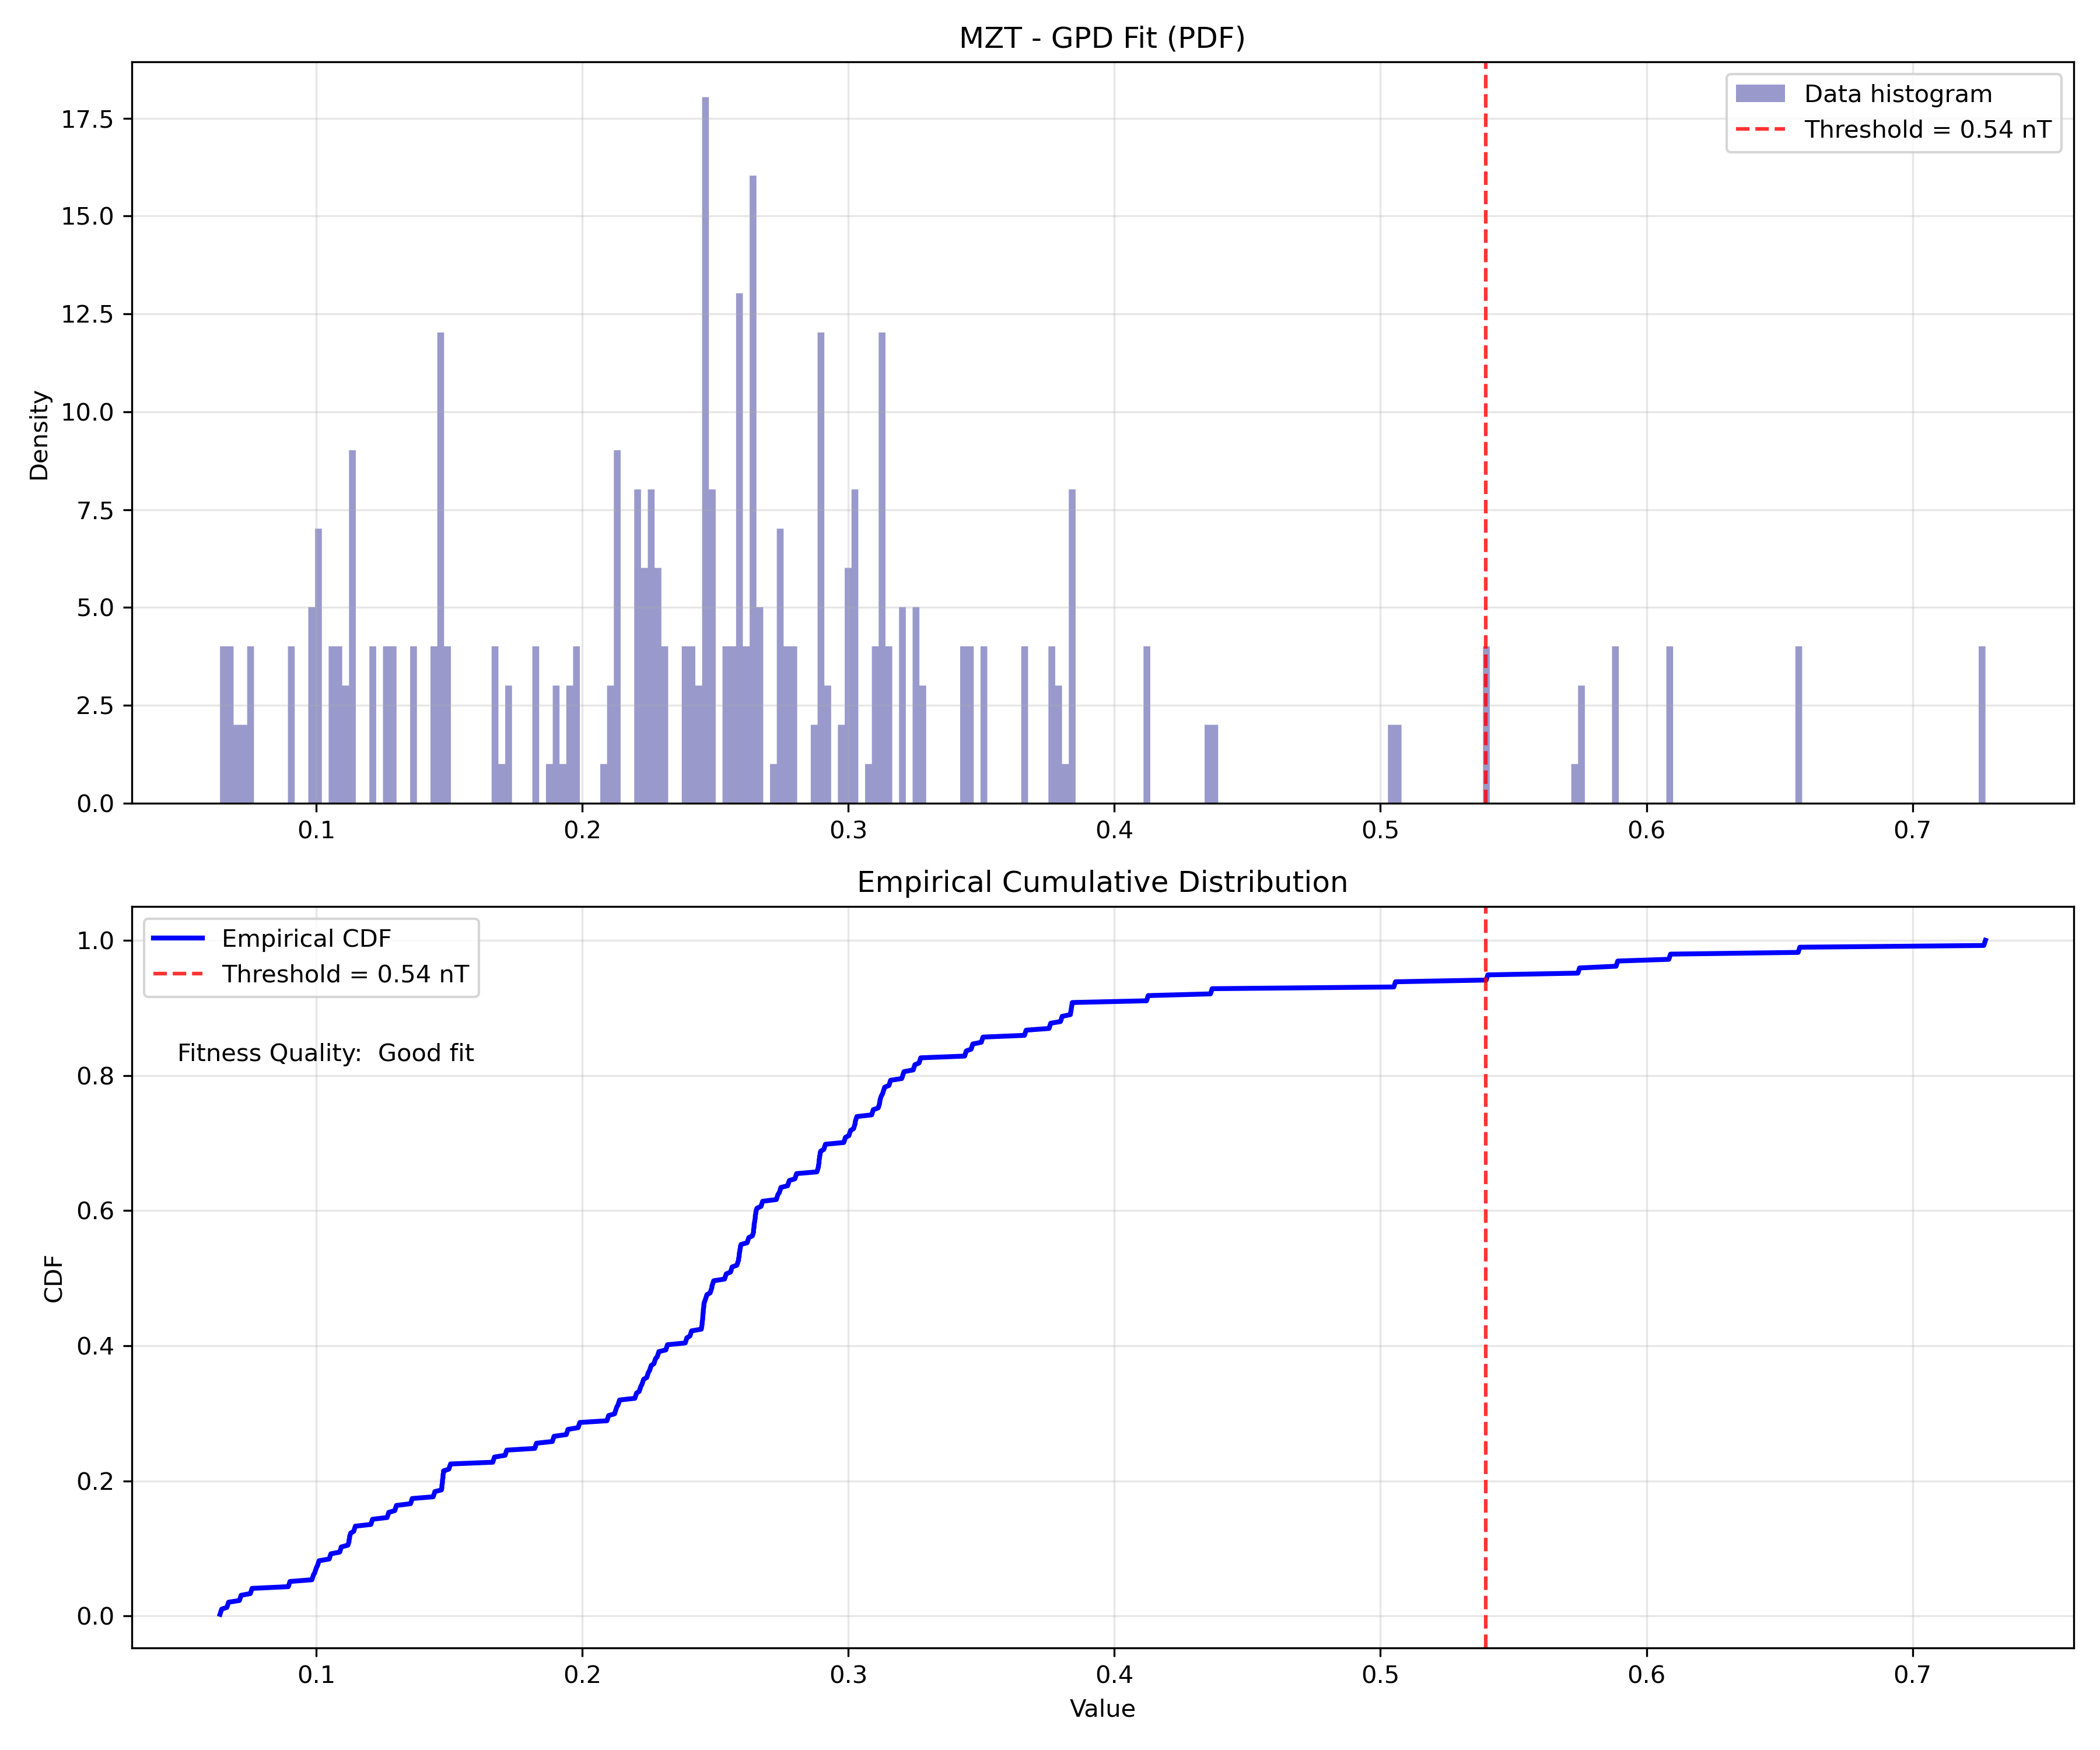 MZT - GPD Fit (PDF)
Density
17.5
15.0
12.5
10.0
7.5
5.0
2.5
0.0
Data histogram
Threshold = 0.54 nT
0.1 0.2 0.3 0.4 0.5 0.6 0.7
Empirical Cumulative Distribution
CDF
1.0
0.8
0.6
0.4
0.2
0.0
Empirical CDF
Threshold = 0.54 nT
Fitness Quality:  Good fit
0.1 0.2 0.3 0.4 0.5 0.6 0.7
Value